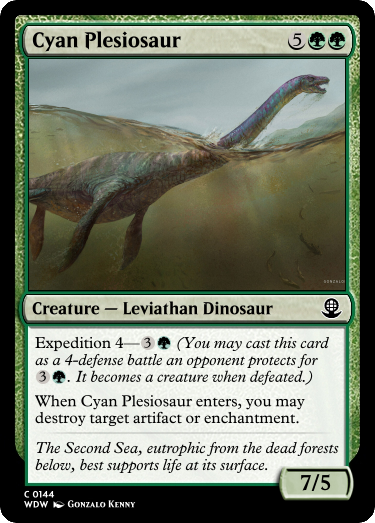 Cyan Plesiosaur 5
GONZALO
Creature — Leviathan Dinosaur
Expedition 4—3 (You may cast this card
as a 4-defense battle an opponent protects for
3. It becomes a creature when defeated.)
When Cyan Plesiosaur enters, you may
destroy target artifact or enchantment.
The Second Sea, eutrophic from the dead forests
below, best supports life at its surface.
7/5
C 0144
WDW Gonzalo Kenny